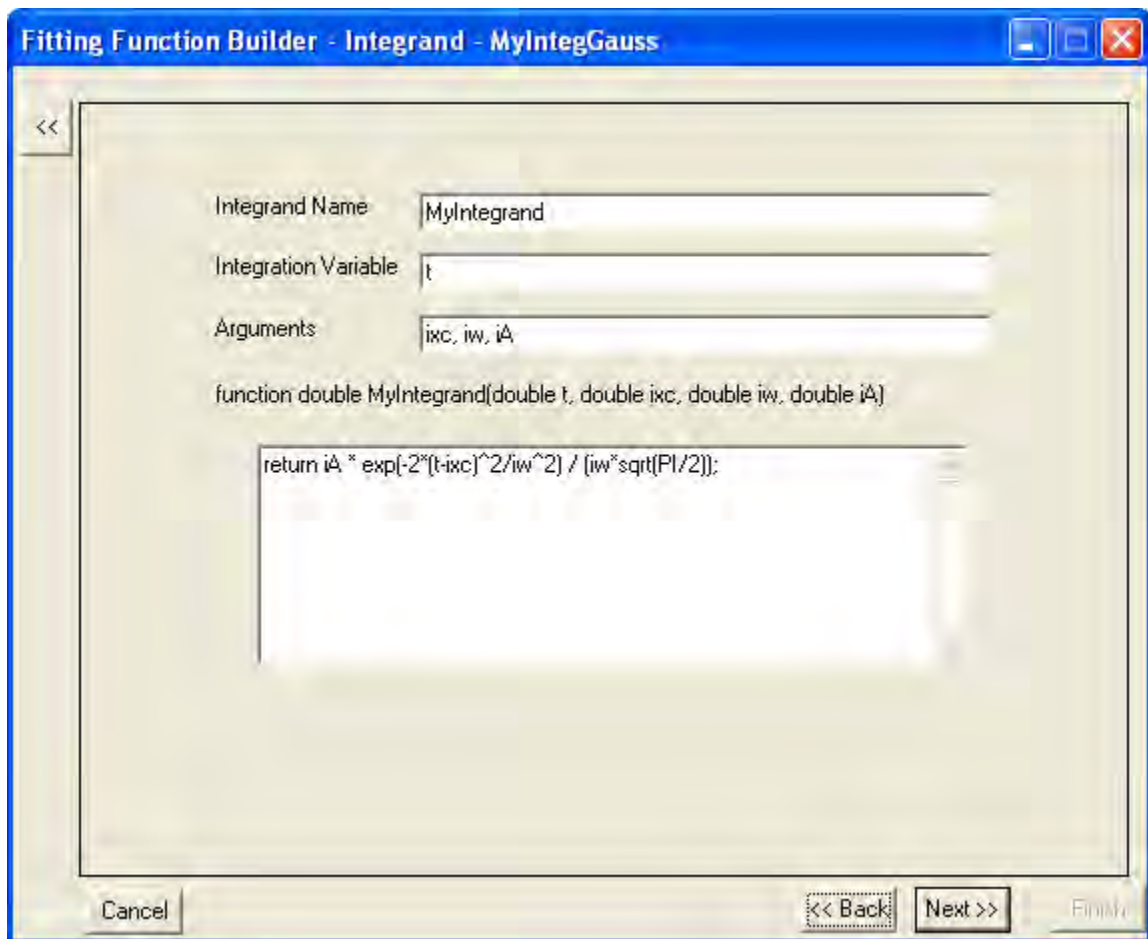 Fitting Function Builder - Integrand - MyIntegGauss
<<
Integrand Name
MyIntegrand
Integration Variable
t
Arguments
ixc, iw, iA
function double MyIntegrand(double t, double ixc, double iw, double iA)
return iA * exp(-2*(t-ixc)^2/iw^2) / (iw*sqrt(PI/2));
Cancel
<< Back
Next >>
Finish